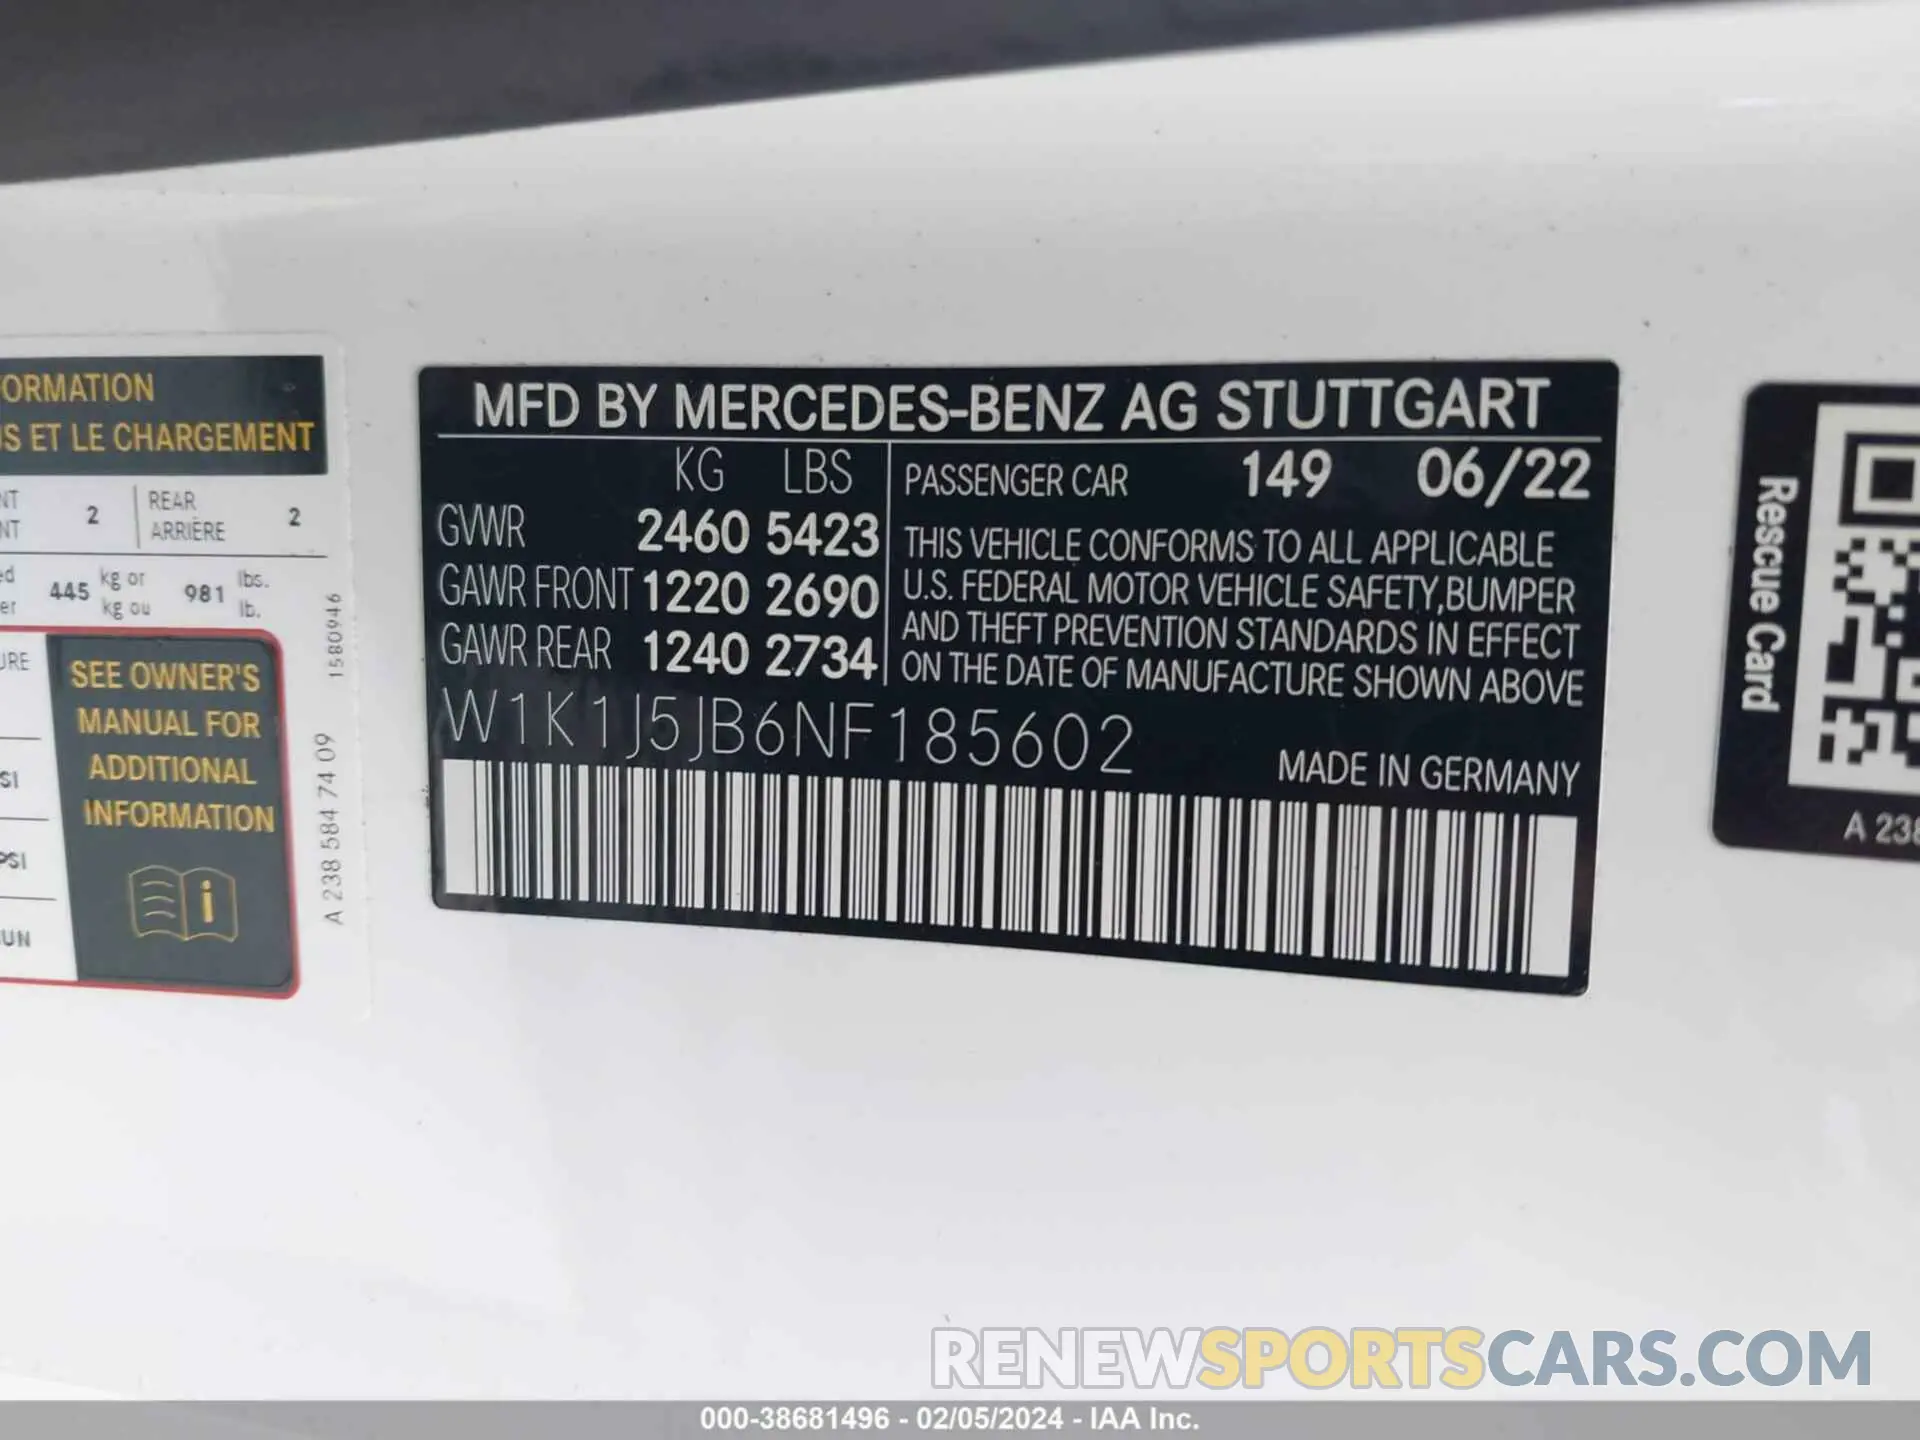 FORMATION
US ET LE CHARGEMENT
NT 2 REAR 2
NT ARRIÈRE
445 kg or 981 lbs.
kg ou lb.
1580946
SEE OWNER'S
MANUAL FOR
ADDITIONAL
INFORMATION
PSI
A 238 584 74 09
MFD BY MERCEDES-BENZ AG STUTTGART
KG LBS
GVWR 2460 5423
GAWR FRONT 1220 2690
GAWR REAR 1240 2734
PASSENGER CAR 149 06/22
THIS VEHICLE CONFORMS TO ALL APPLICABLE
U.S. FEDERAL MOTOR VEHICLE SAFETY, BUMPER
AND THEFT PREVENTION STANDARDS IN EFFECT
ON THE DATE OF MANUFACTURE SHOWN ABOVE
W1K1J5JB6NF185602
MADE IN GERMANY
Rescue Card
A 238
RENEWSPORTSCARS.COM
000-38681496 - 02/05/2024 - IAA Inc.